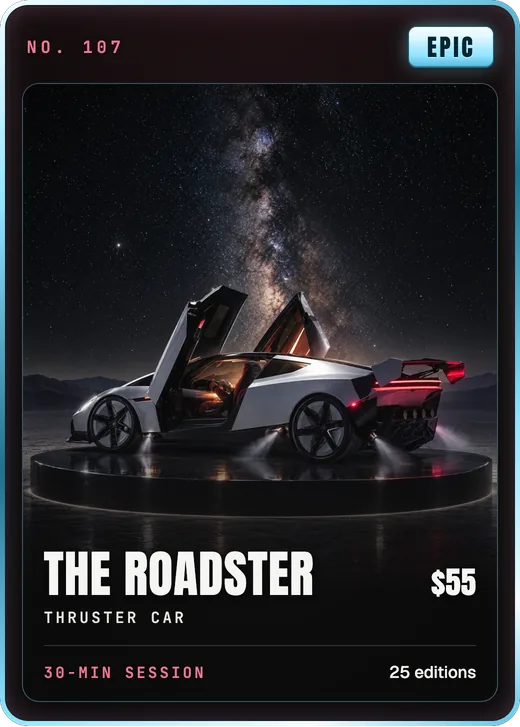 NO. 107
EPIC
THE ROADSTER
$55
THRUSTER CAR
30-MIN SESSION
25 editions